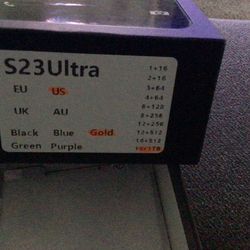 S23Ultra
1+16
2+16
EU US
3+64
4+64
UK AU
8+128
8+256
12+256
Black Blue Gold
12+512
16+512
Green Purple
16+1TB